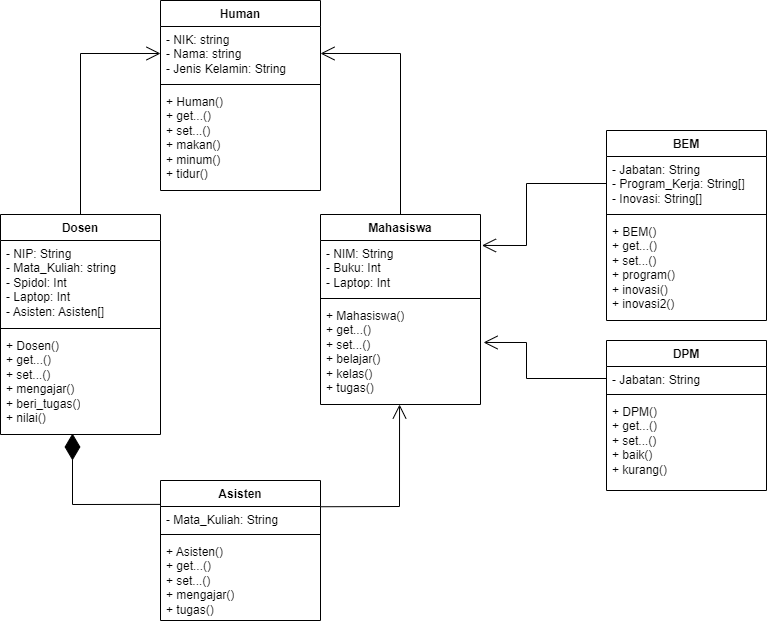 Human
- NIK: string
- Nama: string
- Jenis Kelamin: String
+ Human()
+ get...()
+ set...()
+ makan()
+ minum()
+ tidur()
Dosen
- NIP: String
- Mata_Kuliah: string
- Spidol: Int
- Laptop: Int
- Asisten: Asisten[]
+ Dosen()
+ get...()
+ set...()
+ mengajar()
+ beri_tugas()
+ nilai()
Mahasiswa
- NIM: String
- Buku: Int
- Laptop: Int
+ Mahasiswa()
+ get...()
+ set...()
+ belajar()
+ kelas()
+ tugas()
BEM
- Jabatan: String
- Program_Kerja: String[]
- Inovasi: String[]
+ BEM()
+ get...()
+ set...()
+ program()
+ inovasi()
+ inovasi2()
DPM
- Jabatan: String
+ DPM()
+ get...()
+ set...()
+ baik()
+ kurang()
Asisten
- Mata_Kuliah: String
+ Asisten()
+ get...()
+ set...()
+ mengajar()
+ tugas()